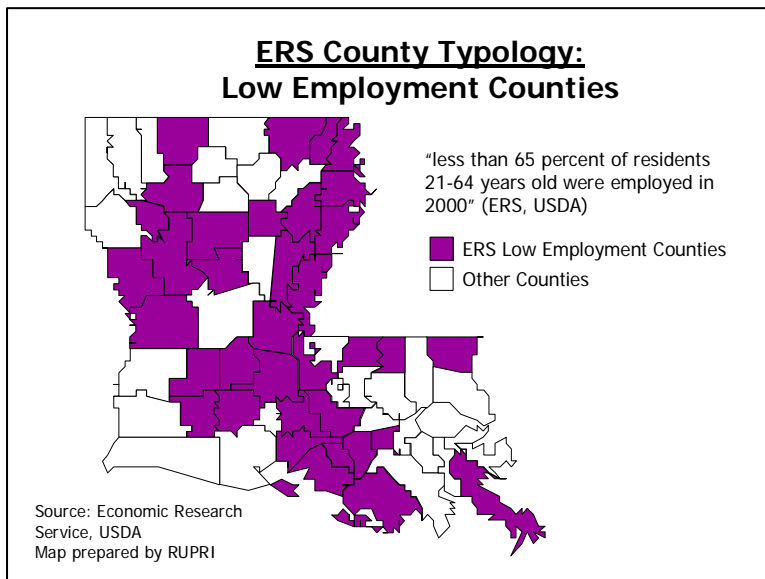 ERS County Typology:
Low Employment Counties
“less than 65 percent of residents
21-64 years old were employed in
2000” (ERS, USDA)
ERS Low Employment Counties
Other Counties
Source: Economic Research
Service, USDA
Map prepared by RUPRI